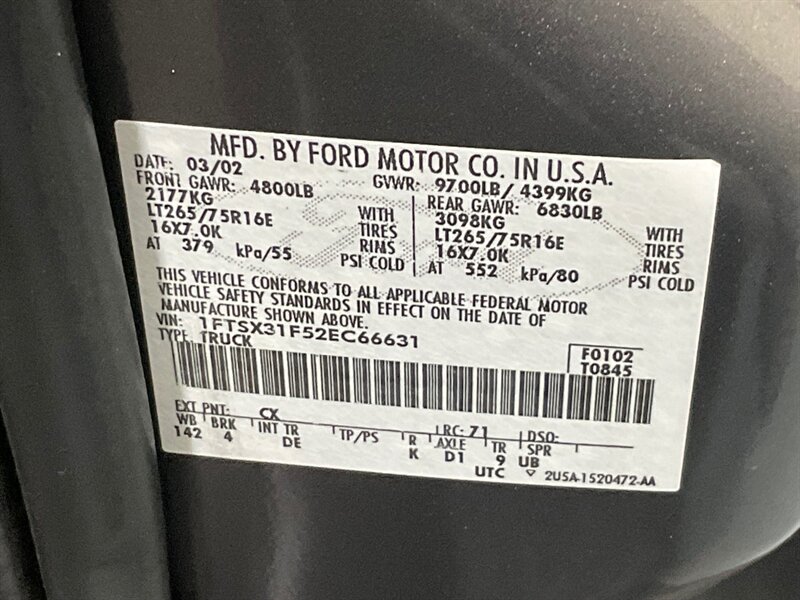 MFD. BY FORD MOTOR CO. IN U.S.A.
DATE: 03/02 GVWR: 9700LB/ 4399KG
FRONT GAWR: 4800LB REAR GAWR: 6830LB
2177KG WITH 3098KG WITH
LT265/75R16E TIRES LT265/75R16E TIRES
16X7.0K RIMS 16X7.0K RIMS
AT 379 kPa/55 PSI COLD AT 552 kPa/80 PSI COLD
THIS VEHICLE CONFORMS TO ALL APPLICABLE FEDERAL MOTOR
VEHICLE SAFETY STANDARDS IN EFFECT ON THE DATE OF
MANUFACTURE SHOWN ABOVE.
VIN: 1FTSX31F52EC66631
TYPE: TRUCK
F0102
T0845
EXT PNT: CX RC: 71 DSO:
WB BRK INT TR TP/PS R AXLE TR SPR
142 4 DE K D1 9 UB
UTC 2U5A-1520472-AA